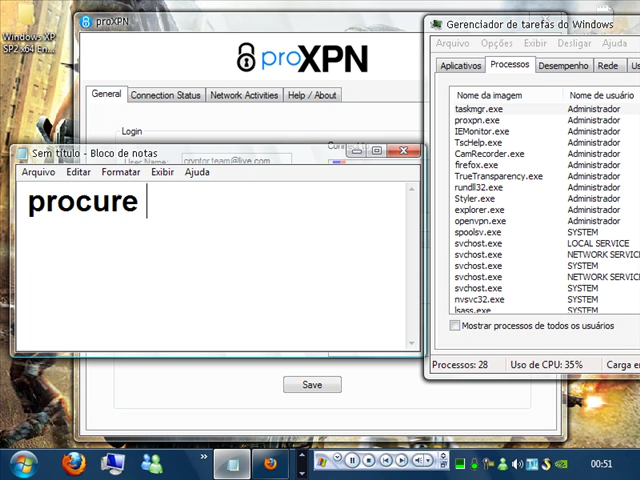 Windows XP
SP2 x64 En...
proXPN
proXPN
General
Connection Status
Network Activities
Help / About
Login
User Name:
cryptor.team@live.com
Save
Sem título - Bloco de notas
Arquivo Editar Formatar Exibir Ajuda
procure
Gerenciador de tarefas do Windows
Arquivo Opções Exibir Desligar Ajuda
Aplicativos Processos Desempenho Rede
Nome da imagem Nome de usuário
taskmgr.exe Administrador
proxpn.exe Administrador
IEMonitor.exe Administrador
TscHelp.exe Administrador
CamRecorder.exe Administrador
firefox.exe Administrador
TrueTransparency.exe Administrador
rundll32.exe Administrador
Styler.exe Administrador
explorer.exe Administrador
openvpn.exe Administrador
spoolsv.exe SYSTEM
svchost.exe LOCAL SERVICE
svchost.exe NETWORK SERVIC
svchost.exe SYSTEM
svchost.exe NETWORK SERVIC
svchost.exe SYSTEM
nvsvc32.exe SYSTEM
lsass.exe SYSTEM
Mostrar processos de todos os usuários
Processos: 28 Uso de CPU: 35% Carga
00:51